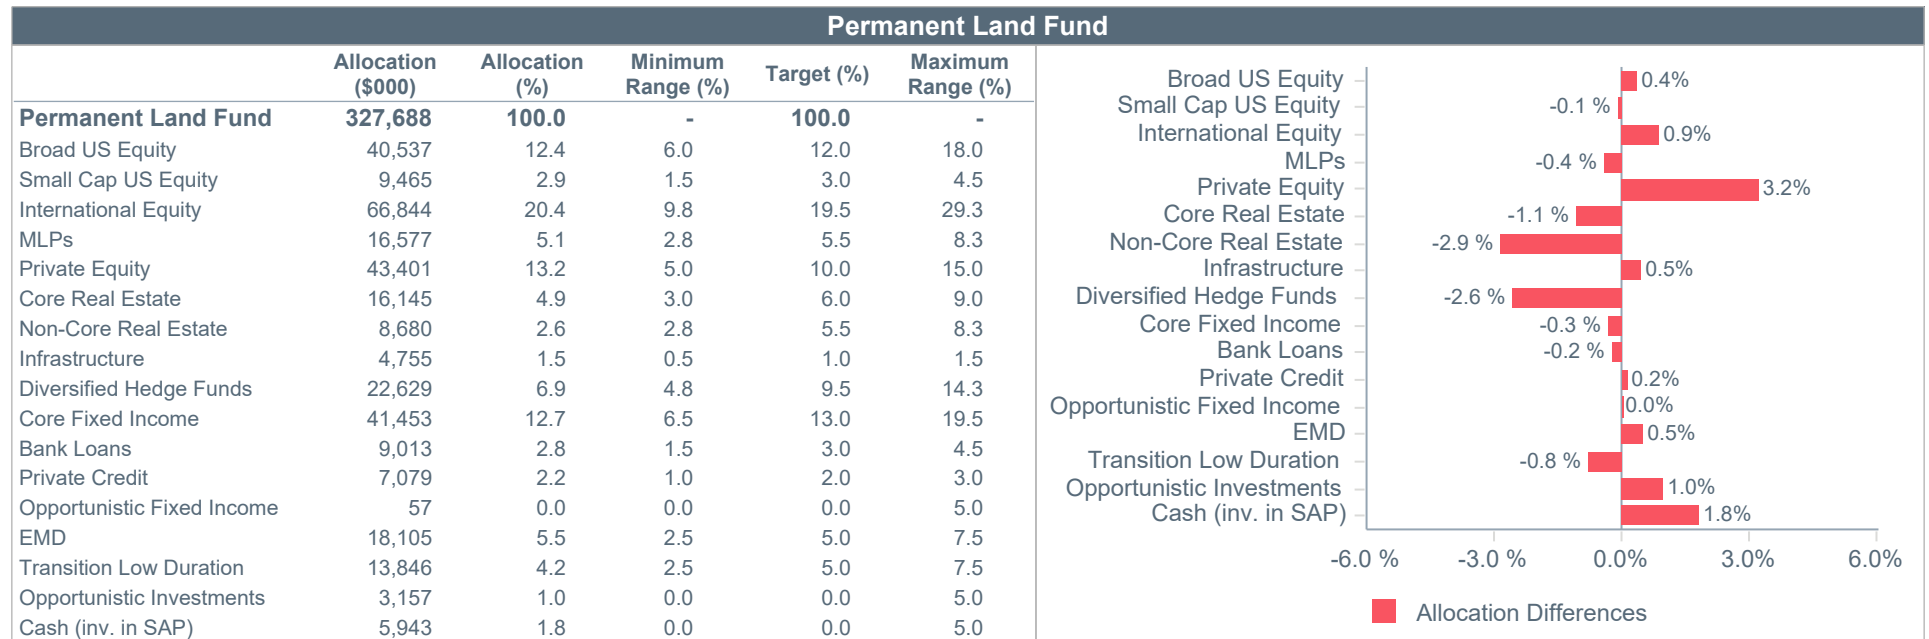 Permanent Land Fund
Allocation ($000) Allocation (%) Minimum Range (%) Target (%) Maximum Range (%)
Permanent Land Fund 327,688 100.0 - 100.0 -
Broad US Equity 40,537 12.4 6.0 12.0 18.0
Small Cap US Equity 9,465 2.9 1.5 3.0 4.5
International Equity 66,844 20.4 9.8 19.5 29.3
MLPs 16,577 5.1 2.8 5.5 8.3
Private Equity 43,401 13.2 5.0 10.0 15.0
Core Real Estate 16,145 4.9 3.0 6.0 9.0
Non-Core Real Estate 8,680 2.6 2.8 5.5 8.3
Infrastructure 4,755 1.5 0.5 1.0 1.5
Diversified Hedge Funds 22,629 6.9 4.8 9.5 14.3
Core Fixed Income 41,453 12.7 6.5 13.0 19.5
Bank Loans 9,013 2.8 1.5 3.0 4.5
Private Credit 7,079 2.2 1.0 2.0 3.0
Opportunistic Fixed Income 57 0.0 0.0 0.0 5.0
EMD 18,105 5.5 2.5 5.0 7.5
Transition Low Duration 13,846 4.2 2.5 5.0 7.5
Opportunistic Investments 3,157 1.0 0.0 0.0 5.0
Cash (inv. in SAP) 5,943 1.8 0.0 0.0 5.0
Broad US Equity 0.4%
Small Cap US Equity -0.1 %
International Equity 0.9%
MLPs -0.4 %
Private Equity 3.2%
Core Real Estate -1.1 %
Non-Core Real Estate -2.9 %
Infrastructure 0.5%
Diversified Hedge Funds -2.6 %
Core Fixed Income -0.3 %
Bank Loans -0.2 %
Private Credit 0.2%
Opportunistic Fixed Income 0.0%
EMD 0.5%
Transition Low Duration -0.8 %
Opportunistic Investments 1.0%
Cash (inv. in SAP) 1.8%
-6.0 % -3.0 % 0.0% 3.0% 6.0%
Allocation Differences